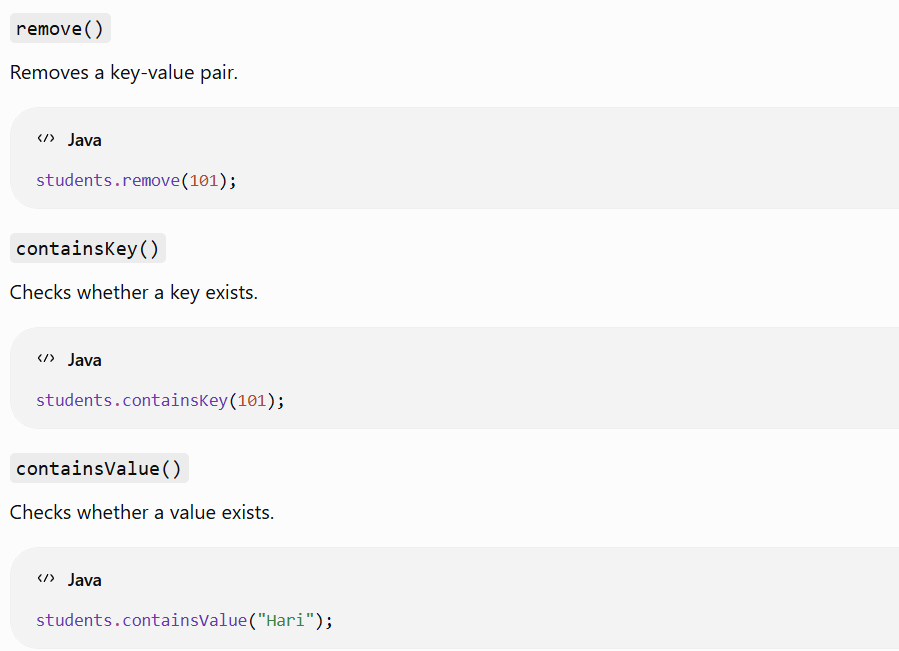 remove()
Removes a key-value pair.
</> Java
students.remove(101);
containsKey()
Checks whether a key exists.
</> Java
students.containsKey(101);
containsValue()
Checks whether a value exists.
</> Java
students.containsValue("Hari");